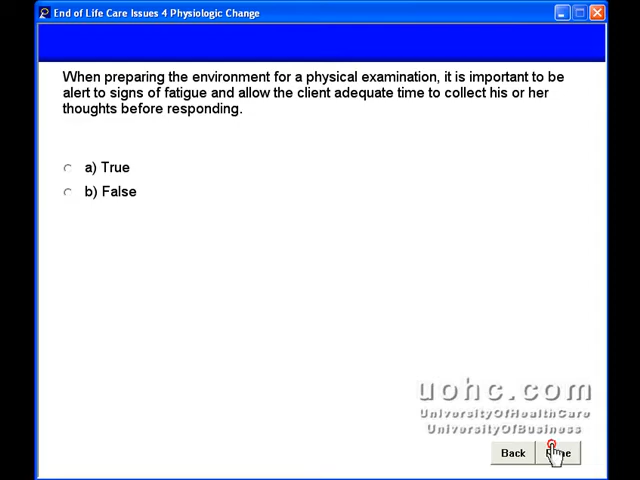 End of Life Care Issues 4 Physiologic Change
When preparing the environment for a physical examination, it is important to be
alert to signs of fatigue and allow the client adequate time to collect his or her
thoughts before responding.
a) True
b) False
uohc.com
UniversityOfHealthCare
UniversityOfBusiness
Back